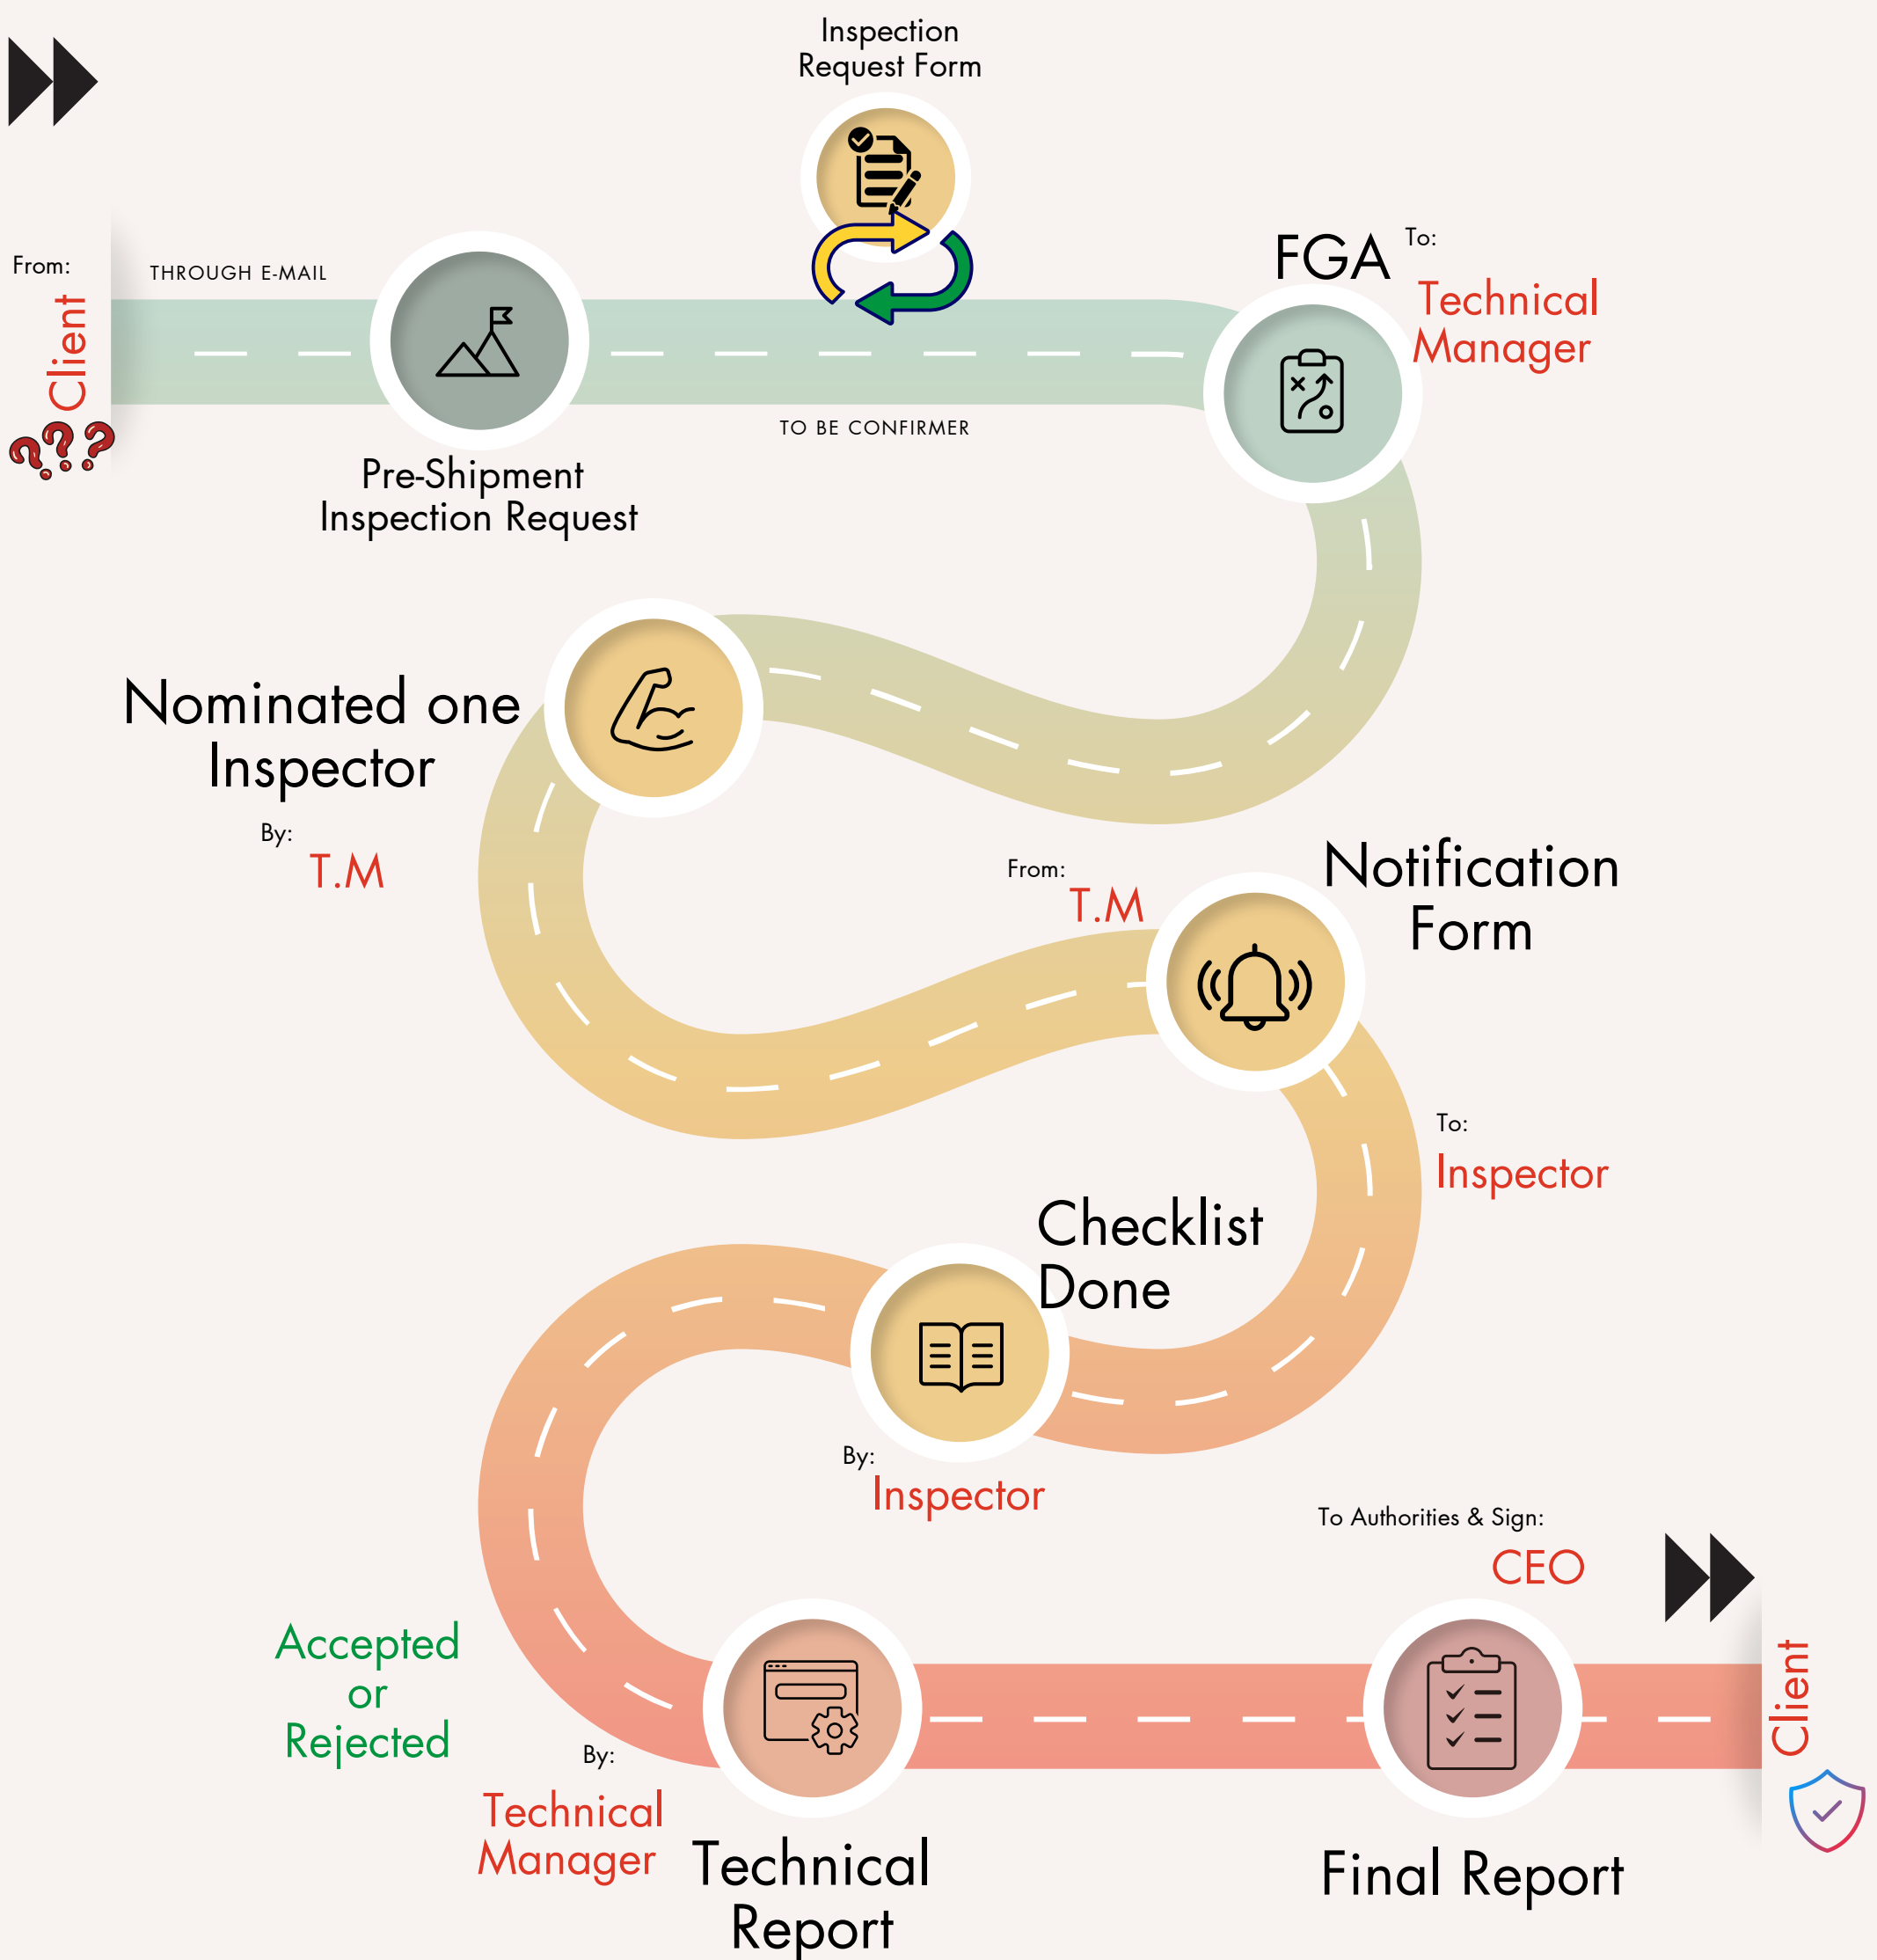 Inspection
Request Form
From:
Client
???
THROUGH E-MAIL
FGA
To:
Technical
Manager
TO BE CONFIRMER
Pre-Shipment
Inspection Request
Nominated one
Inspector
By:
T.M
From:
T.M
Notification
Form
To:
Inspector
Checklist
Done
By:
Inspector
To Authorities & Sign:
CEO
Accepted
or
Rejected
By:
Technical
Manager
Technical
Report
Final Report
Client